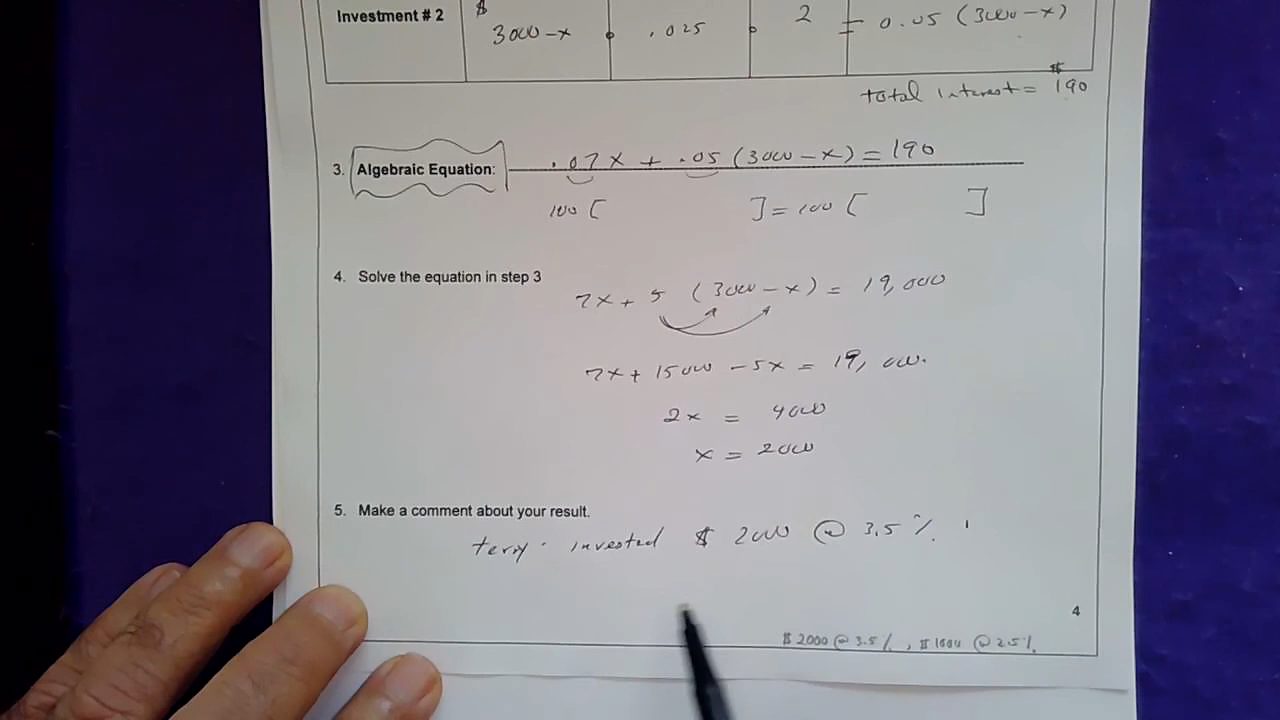 Investment # 2 $ 3000-x · .025 · 2 = 0.05 (3000-x)
total interest = $ 190
3. Algebraic Equation: .07x + .05 (3000-x) = 190
100 [ ] = 100 [ ]
4. Solve the equation in step 3
7x + 5 (3000-x) = 19,000
7x + 15000 - 5x = 19,000.
2x = 4000
x = 2000
5. Make a comment about your result.
terry invested $ 2000 @ 3.5%.
4
$ 2000 @ 3.5%, $ 1000 @ 2.5%.